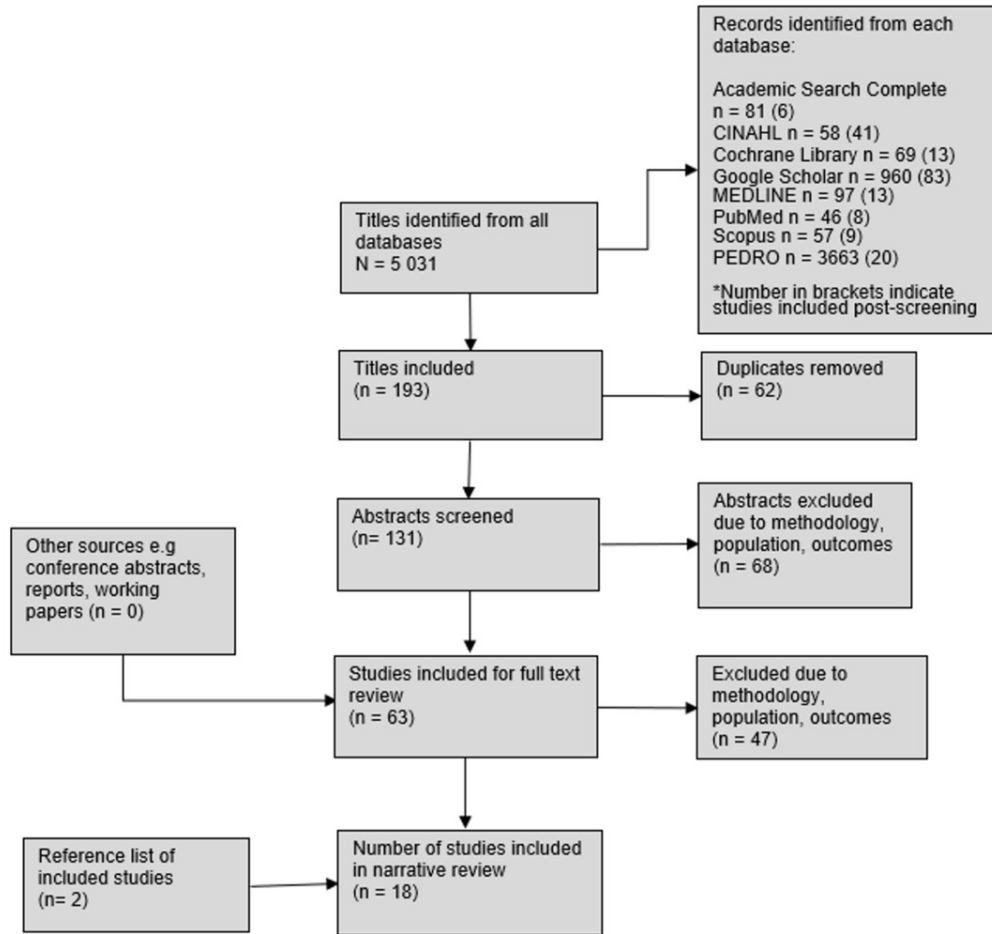 Records identified from each
database:
Academic Search Complete
n = 81 (6)
CINAHL n = 58 (41)
Cochrane Library n = 69 (13)
Google Scholar n = 960 (83)
MEDLINE n = 97 (13)
PubMed n = 46 (8)
Scopus n = 57 (9)
PEDRO n = 3663 (20)
*Number in brackets indicate
studies included post-screening
Titles identified from all
databases
N = 5 031
Titles included
(n = 193)
Duplicates removed
(n = 62)
Abstracts screened
(n= 131)
Abstracts excluded
due to methodology,
population, outcomes
(n = 68)
Other sources e.g
conference abstracts,
reports, working
papers (n = 0)
Studies included for full text
review
(n = 63)
Excluded due to
methodology,
population, outcomes
(n = 47)
Reference list of
included studies
(n= 2)
Number of studies included
in narrative review
(n = 18)